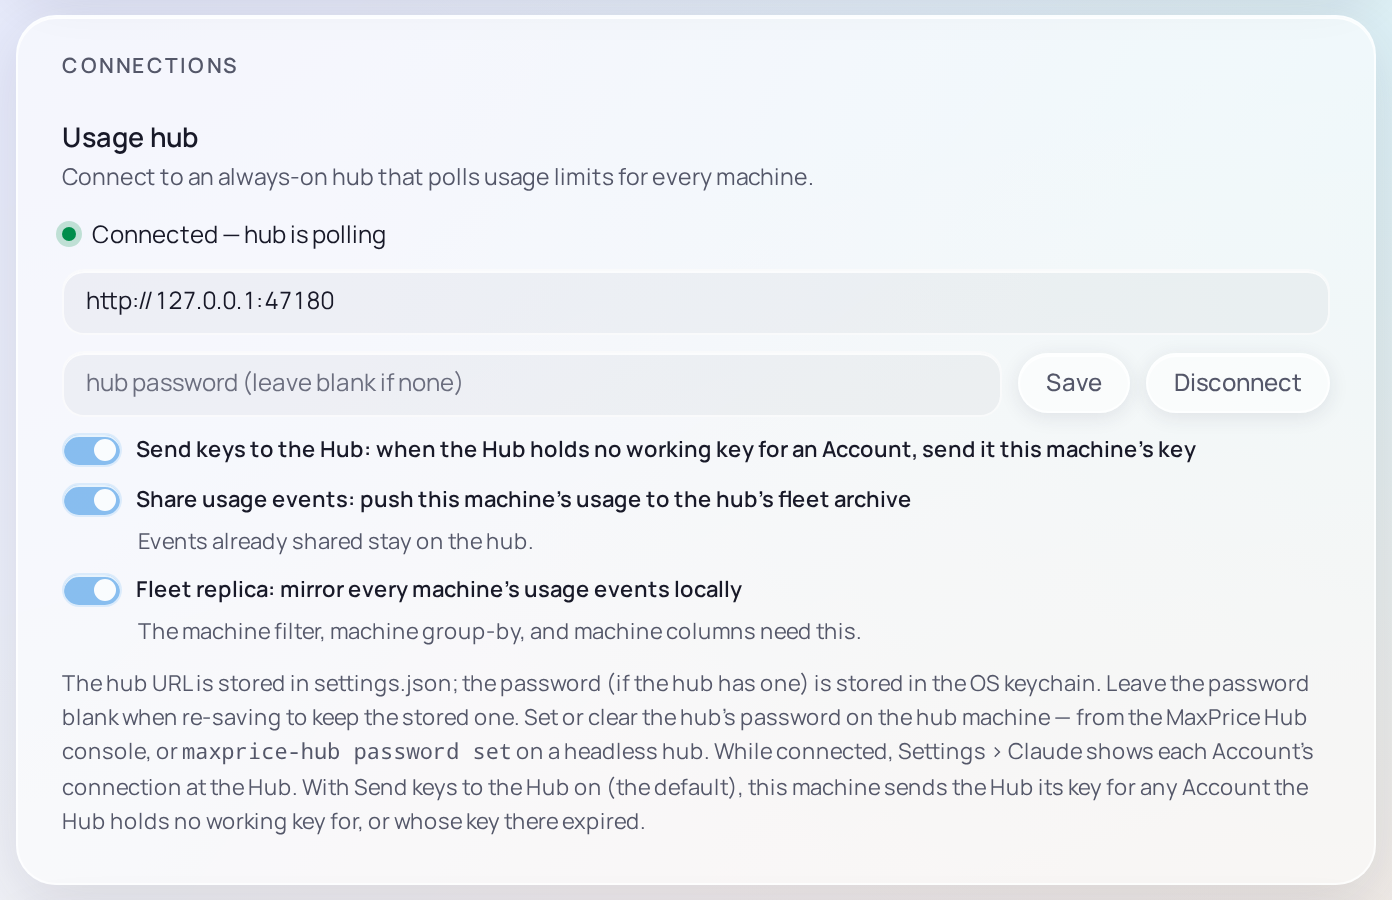 CONNECTIONS
Usage hub
Connect to an always-on hub that polls usage limits for every machine.
Connected — hub is polling
http://127.0.0.1:47180
hub password (leave blank if none)
Save
Disconnect
Send keys to the Hub: when the Hub holds no working key for an Account, send it this machine's key
Share usage events: push this machine's usage to the hub's fleet archive
Events already shared stay on the hub.
Fleet replica: mirror every machine's usage events locally
The machine filter, machine group-by, and machine columns need this.
The hub URL is stored in settings.json; the password (if the hub has one) is stored in the OS keychain. Leave the password
blank when re-saving to keep the stored one. Set or clear the hub's password on the hub machine — from the MaxPrice Hub
console, or maxprice-hub password set on a headless hub. While connected, Settings › Claude shows each Account's
connection at the Hub. With Send keys to the Hub on (the default), this machine sends the Hub its key for any Account the
Hub holds no working key for, or whose key there expired.